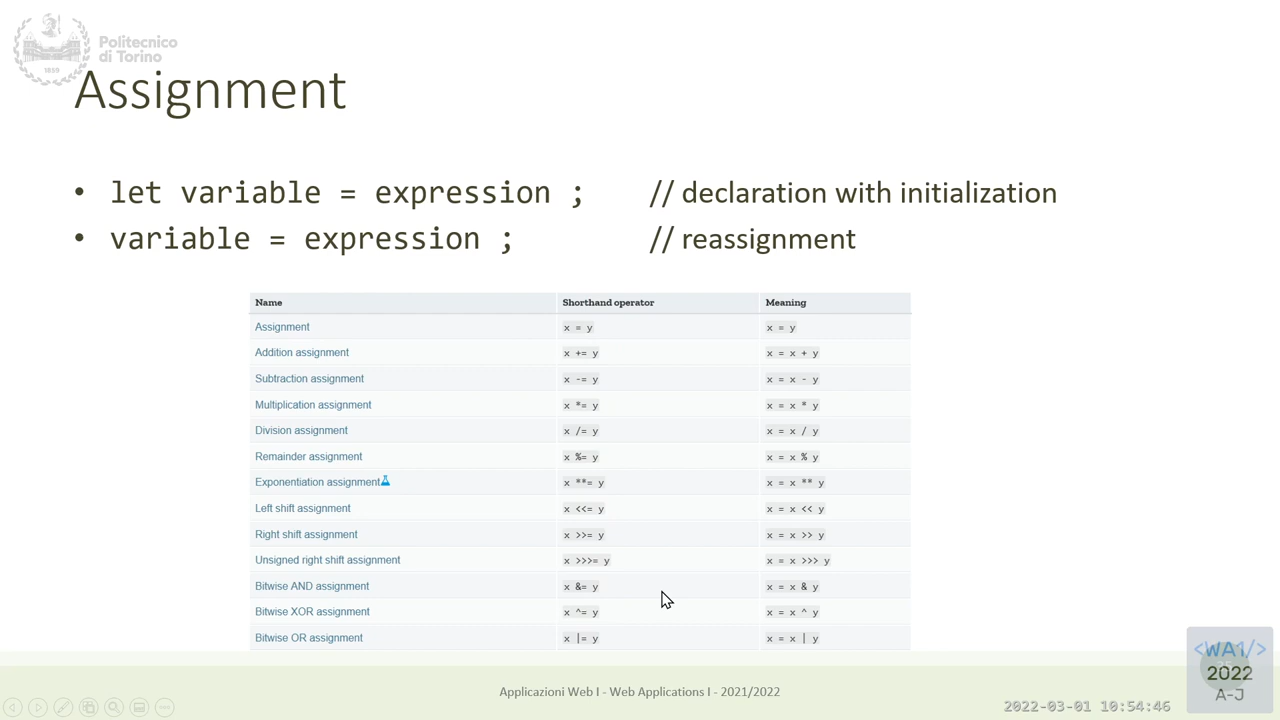 Politecnico
di Torino
1859
Assignment
• let variable = expression ; // declaration with initialization
• variable = expression ; // reassignment
Name Shorthand operator Meaning
Assignment x = y x = y
Addition assignment x += y x = x + y
Subtraction assignment x -= y x = x - y
Multiplication assignment x *= y x = x * y
Division assignment x /= y x = x / y
Remainder assignment x %= y x = x % y
Exponentiation assignment x **= y x = x ** y
Left shift assignment x <<= y x = x << y
Right shift assignment x >>= y x = x >> y
Unsigned right shift assignment x >>>= y x = x >>> y
Bitwise AND assignment x &= y x = x & y
Bitwise XOR assignment x ^= y x = x ^ y
Bitwise OR assignment x |= y x = x | y
Applicazioni Web I - Web Applications I - 2021/2022
2022-03-01 10:54:46
<WA1/>
2022
A-J